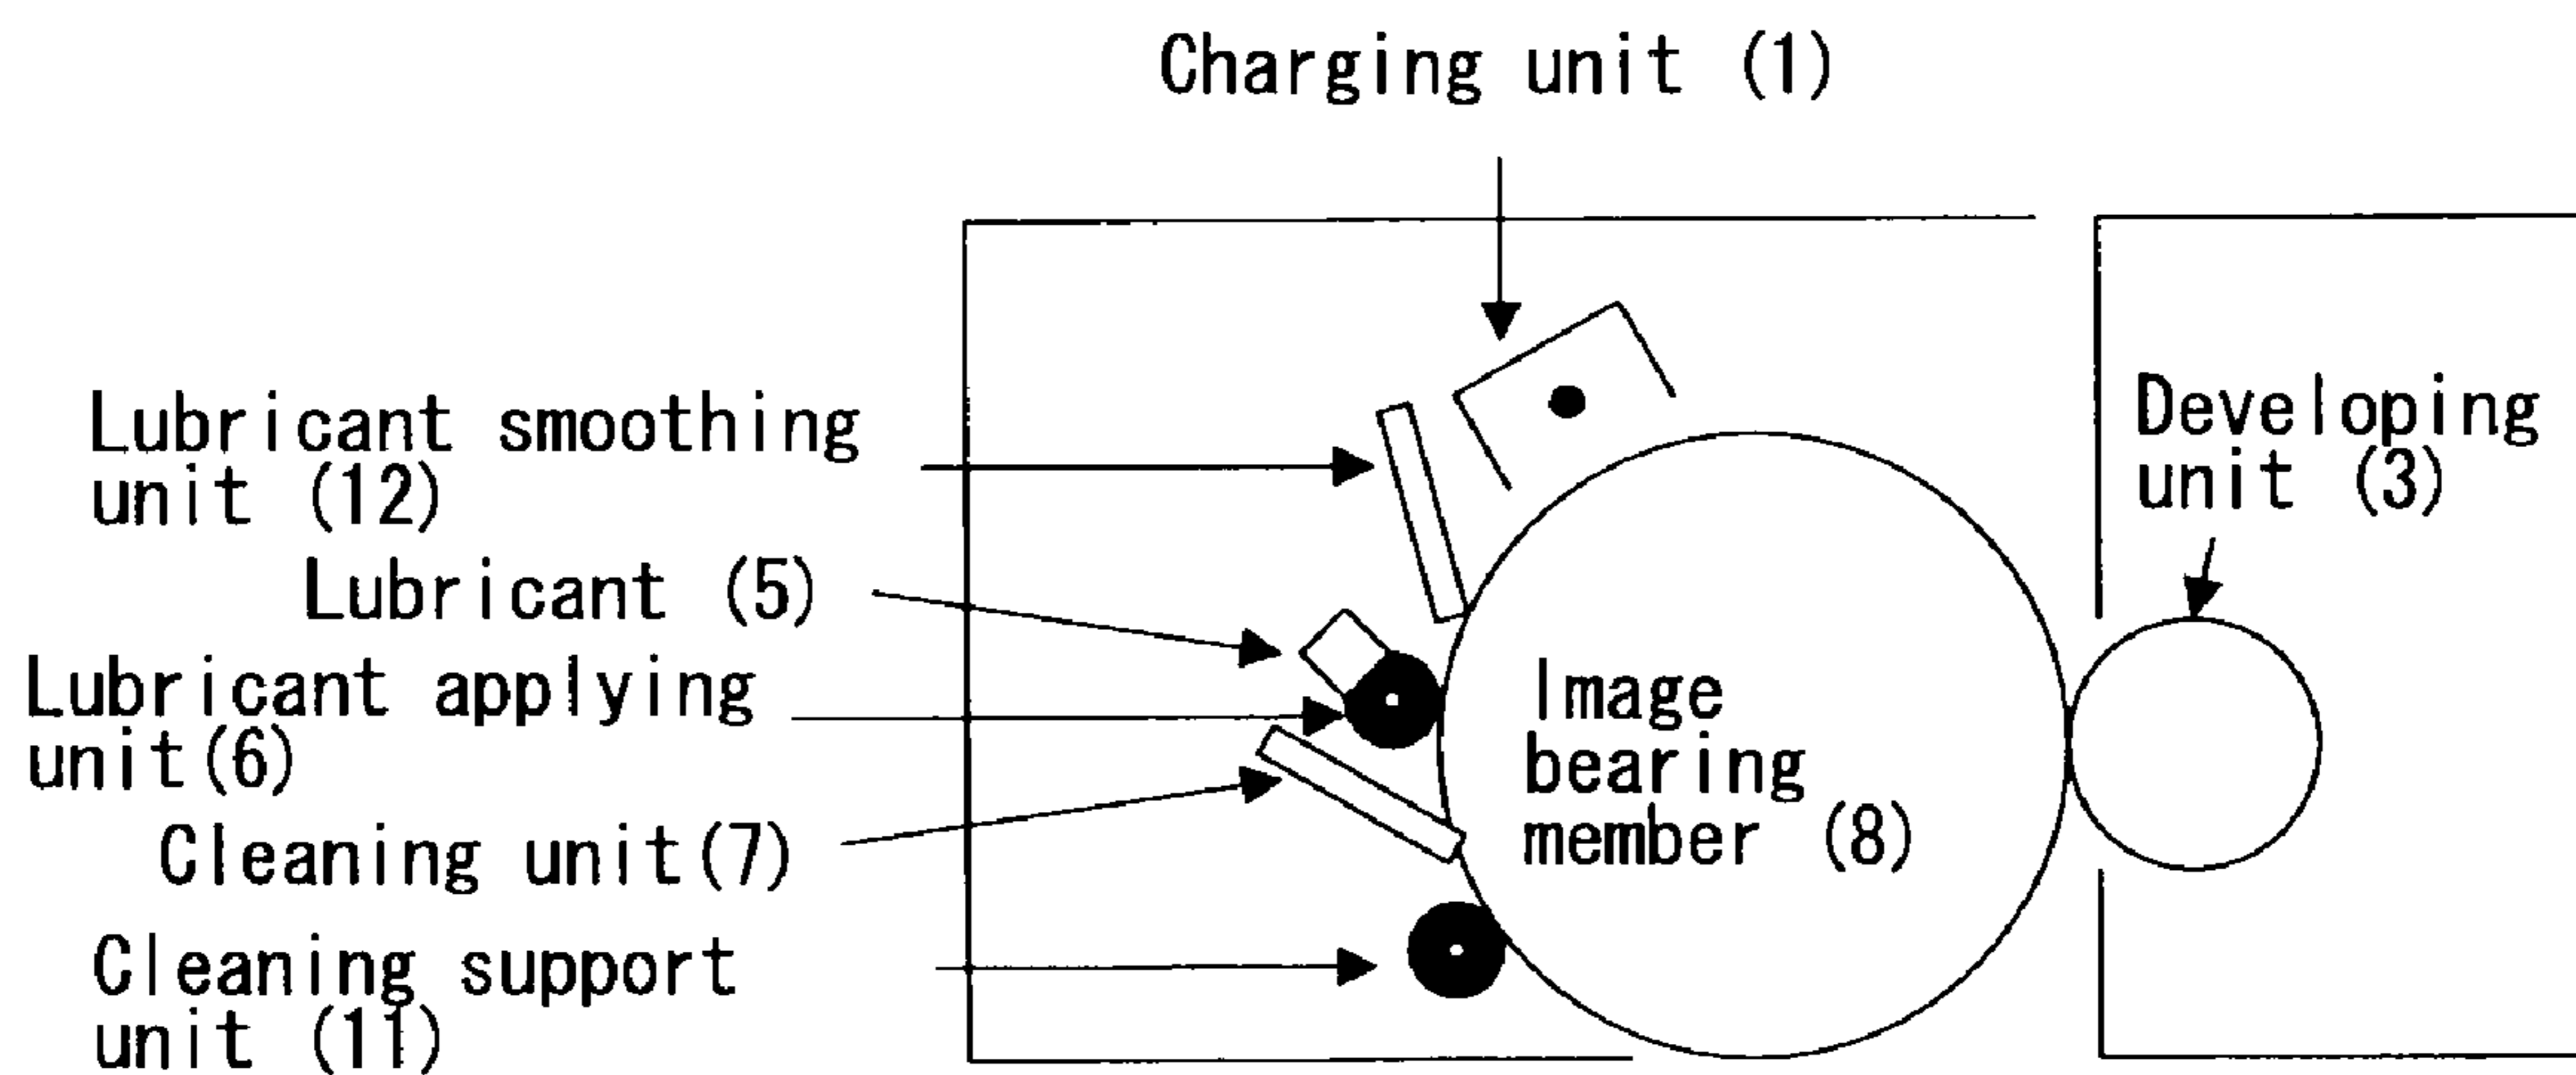 Charging unit (1)
Lubricant smoothing
unit (12)
Lubricant (5)
Lubricant applying
unit(6)
Cleaning unit(7)
Cleaning support
unit (11)
Image
bearing
member (8)
Developing
unit (3)